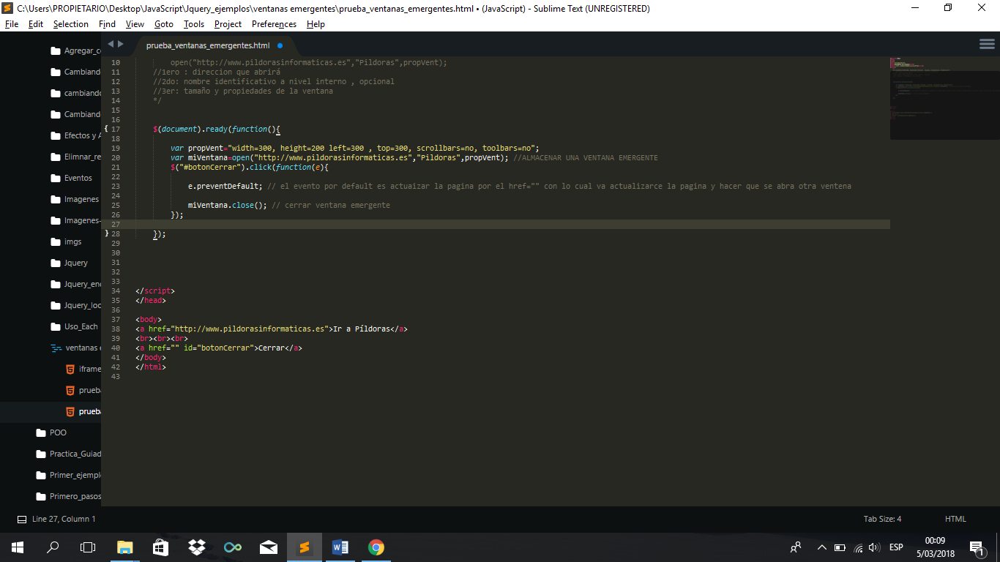 C:\Users\PROPIETARIO\Desktop\JavaScript\Jquery_ejemplos\ventanas emergentes\prueba_ventanas_emergentes.html • (JavaScript) - Sublime Text (UNREGISTERED)
File Edit Selection Find View Goto Tools Project Preferences Help
prueba_ventanas_emergentes.html
Agregar_co
Cambiand
cambiando
Cambiand
Efectos y A
Elimnar_re
Eventos
Imagenes
Imagenes-
imgs
Jquery
Jquery_enc
Jquery_loc
Uso_Each
ventanas e
iframe
prueba
prueba
POO
Practica_Guiad
Primer_ejempl
Primero_pasos
10 open("http://www.pildorasinformaticas.es","Pildoras",propVent);
11 //1ero : direccion que abrirá
12 //2do: nombre identificativo a nivel interno , opcional
13 //3er: tamaño y propiedades de la ventana
14 */
15
16
17 $(document).ready(function(){
18
19 var propVent="width=300, height=200 left=300 , top=300, scrollbars=no, toolbars=no";
20 var miVentana=open("http://www.pildorasinformaticas.es","Pildoras",propVent); //ALMACENAR UNA VENTANA EMERGENTE
21 $("#botonCerrar").click(function(e){
22
23 e.preventDefault; // el evento por default es actuaizar la pagina por el href="" con lo cual va actualizarce la pagina y hacer que se abra otra ventena
24
25 miVentana.close(); // cerrar ventana emergente
26 });
27
28 });
29
30
31
32
33
34 </script>
35 </head>
36
37 <body>
38 <a href="http://www.pildorasinformaticas.es">Ir a Píldoras</a>
39 <br><br><br>
40 <a href="" id="botonCerrar">Cerrar</a>
41 </body>
42 </html>
43
Line 27, Column 1 Tab Size: 4 HTML
ESP 00:09
5/03/2018
1